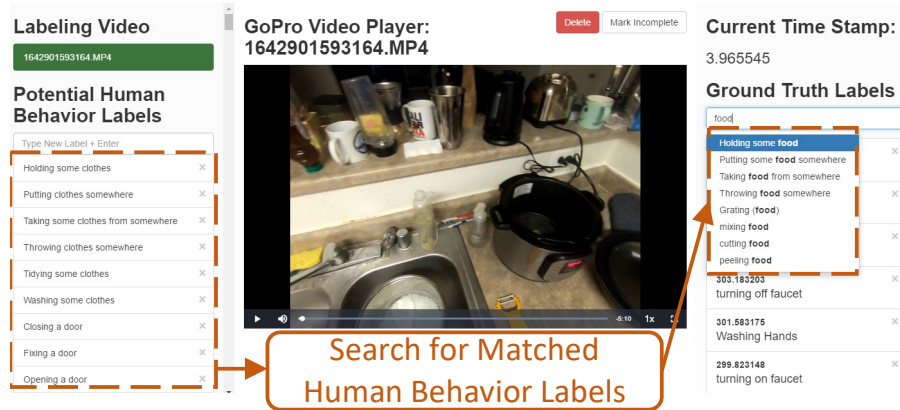 Labeling Video
1642901593164.MP4
Potential Human
Behavior Labels
Type New Label + Enter
Holding some clothes ×
Putting clothes somewhere ×
Taking some clothes from somewhere ×
Throwing clothes somewhere ×
Tidying some clothes ×
Washing some clothes ×
Closing a door ×
Fixing a door ×
Opening a door ×
GoPro Video Player:
1642901593164.MP4
Delete
Mark Incomplete
-5:10 1x
Search for Matched
Human Behavior Labels
Current Time Stamp:
3.965545
Ground Truth Labels
food
Holding some food
Putting some food somewhere
Taking food from somewhere
Throwing food somewhere
Grating (food)
mixing food
cutting food
peeling food
303.183203 ×
turning off faucet
301.583175 ×
Washing Hands
299.823148 ×
turning on faucet